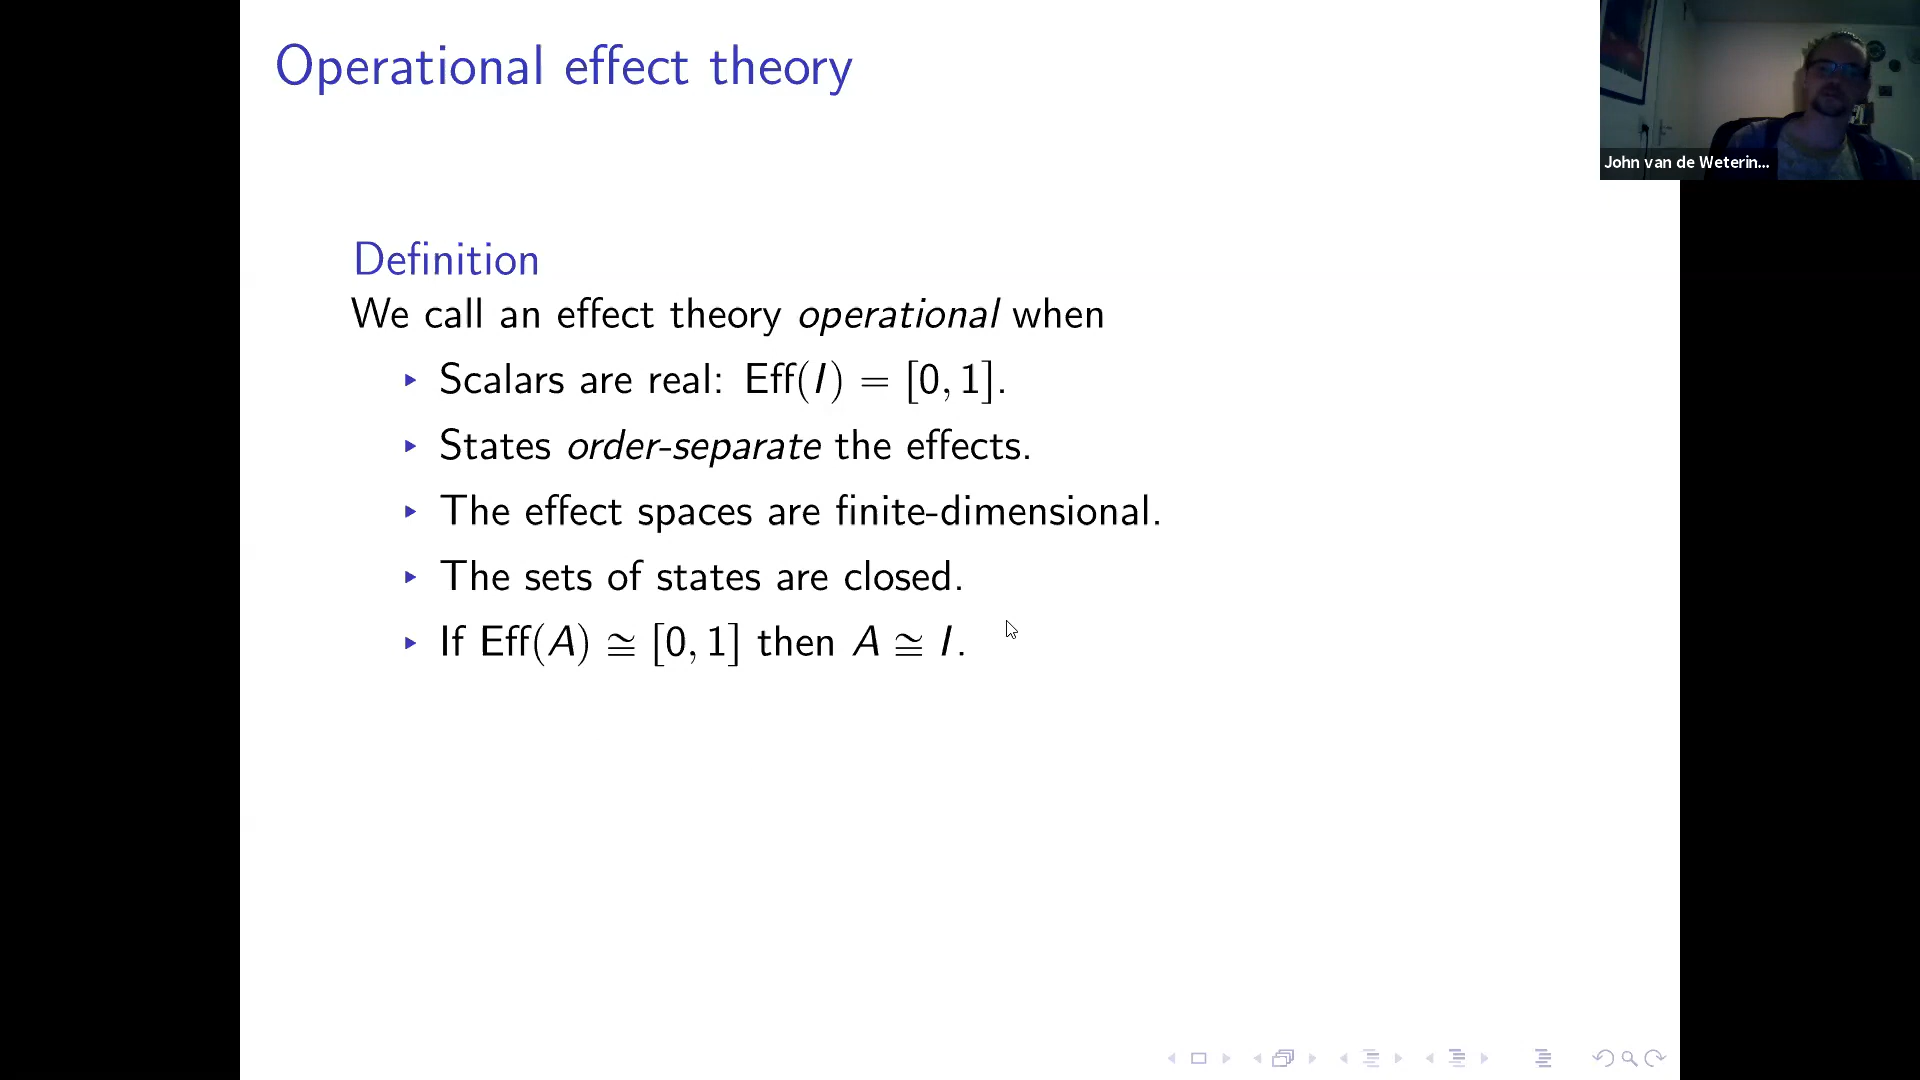 Operational effect theory
John van de Weterin...
Definition
We call an effect theory operational when
▸ Scalars are real: Eff(I) = [0, 1].
▸ States order-separate the effects.
▸ The effect spaces are finite-dimensional.
▸ The sets of states are closed.
▸ If Eff(A) ≅ [0, 1] then A ≅ I.